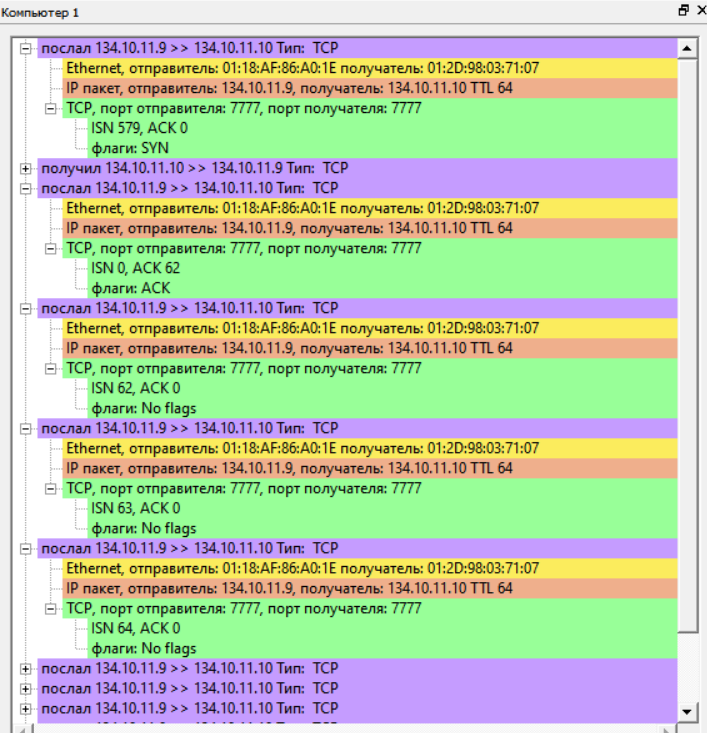 Компьютер 1
послал 134.10.11.9 >> 134.10.11.10 Тип: TCP
Ethernet, отправитель: 01:18:AF:86:A0:1E получатель: 01:2D:98:03:71:07
IP пакет, отправитель: 134.10.11.9, получатель: 134.10.11.10 TTL 64
TCP, порт отправителя: 7777, порт получателя: 7777
ISN 579, ACK 0
флаги: SYN
получил 134.10.11.10 >> 134.10.11.9 Тип: TCP
послал 134.10.11.9 >> 134.10.11.10 Тип: TCP
Ethernet, отправитель: 01:18:AF:86:A0:1E получатель: 01:2D:98:03:71:07
IP пакет, отправитель: 134.10.11.9, получатель: 134.10.11.10 TTL 64
TCP, порт отправителя: 7777, порт получателя: 7777
ISN 0, ACK 62
флаги: ACK
послал 134.10.11.9 >> 134.10.11.10 Тип: TCP
Ethernet, отправитель: 01:18:AF:86:A0:1E получатель: 01:2D:98:03:71:07
IP пакет, отправитель: 134.10.11.9, получатель: 134.10.11.10 TTL 64
TCP, порт отправителя: 7777, порт получателя: 7777
ISN 62, ACK 0
флаги: No flags
послал 134.10.11.9 >> 134.10.11.10 Тип: TCP
Ethernet, отправитель: 01:18:AF:86:A0:1E получатель: 01:2D:98:03:71:07
IP пакет, отправитель: 134.10.11.9, получатель: 134.10.11.10 TTL 64
TCP, порт отправителя: 7777, порт получателя: 7777
ISN 63, ACK 0
флаги: No flags
послал 134.10.11.9 >> 134.10.11.10 Тип: TCP
Ethernet, отправитель: 01:18:AF:86:A0:1E получатель: 01:2D:98:03:71:07
IP пакет, отправитель: 134.10.11.9, получатель: 134.10.11.10 TTL 64
TCP, порт отправителя: 7777, порт получателя: 7777
ISN 64, ACK 0
флаги: No flags
послал 134.10.11.9 >> 134.10.11.10 Тип: TCP
послал 134.10.11.9 >> 134.10.11.10 Тип: TCP
послал 134.10.11.9 >> 134.10.11.10 Тип: TCP